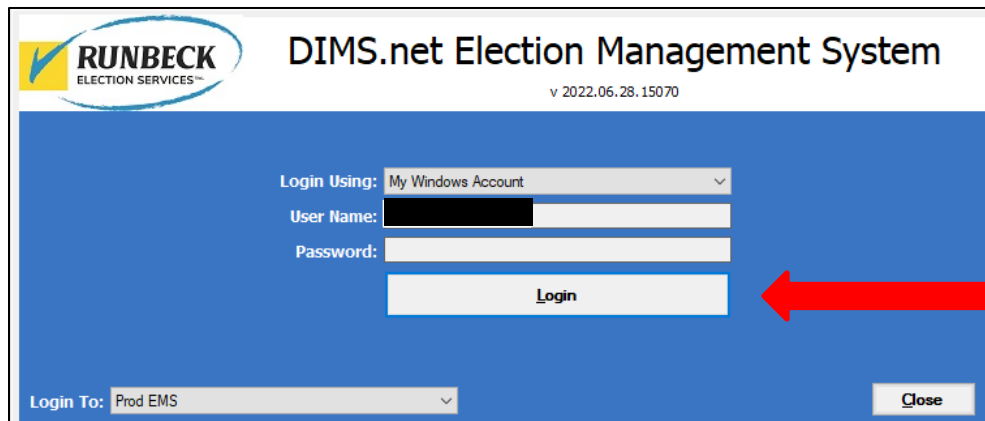 RUNBECK
ELECTION SERVICES℠
DIMS.net Election Management System
v 2022.06.28.15070
Login Using: My Windows Account
User Name:
Password:
Login
Login To: Prod EMS
Close